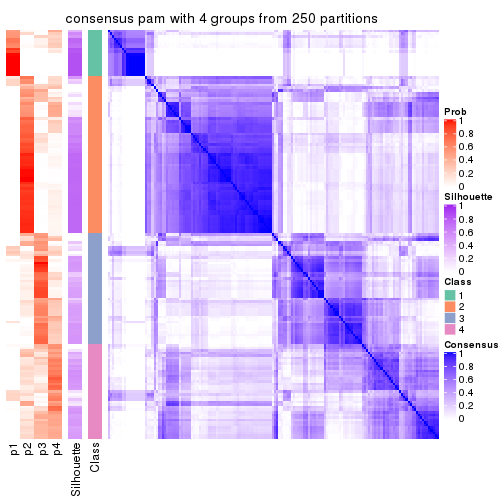 consensus pam with 4 groups from 250 partitions
Prob
1
0.8
0.6
0.4
0.2
0
Silhouette
1
0.8
0.6
0.4
0.2
0
Class
1
2
3
4
Consensus
1
0.8
0.6
0.4
0.2
0
p1
p2
p3
p4
Silhouette
Class